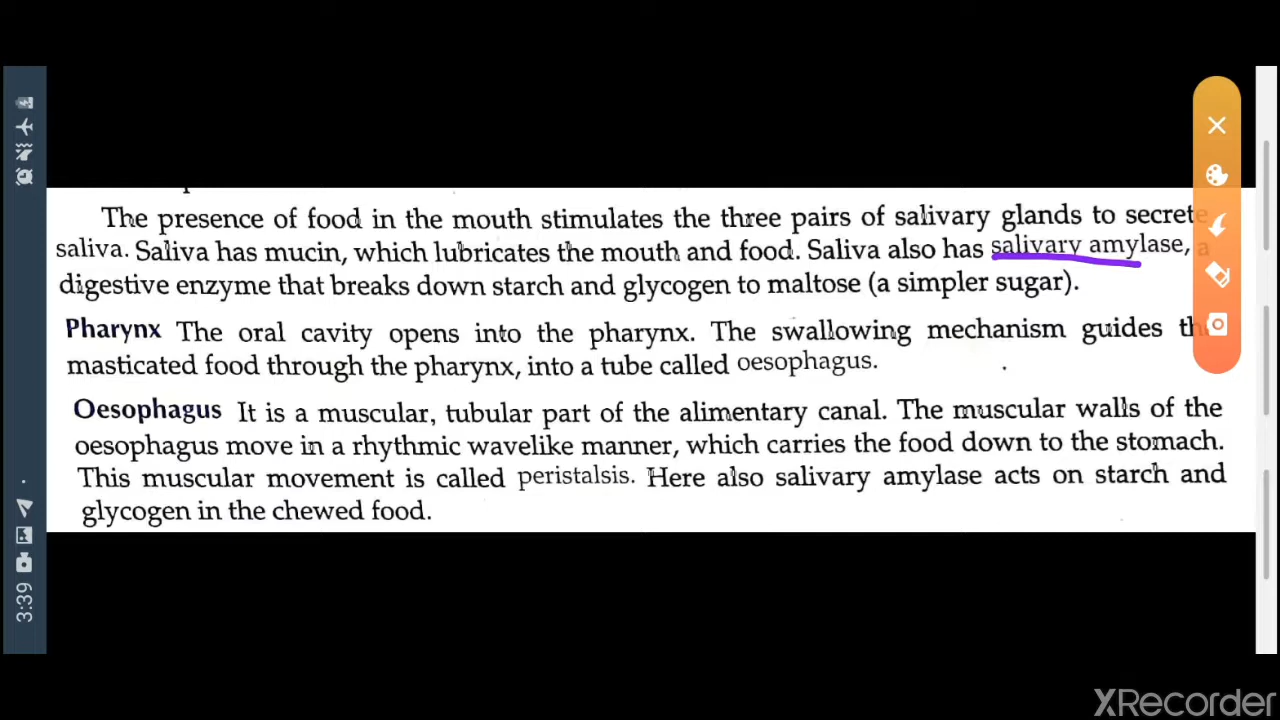 The presence of food in the mouth stimulates the three pairs of salivary glands to secrete
saliva. Saliva has mucin, which lubricates the mouth and food. Saliva also has salivary amylase, a
digestive enzyme that breaks down starch and glycogen to maltose (a simpler sugar).
Pharynx The oral cavity opens into the pharynx. The swallowing mechanism guides th
masticated food through the pharynx, into a tube called oesophagus.
Oesophagus It is a muscular, tubular part of the alimentary canal. The muscular walls of the
oesophagus move in a rhythmic wavelike manner, which carries the food down to the stomach.
This muscular movement is called peristalsis. Here also salivary amylase acts on starch and
glycogen in the chewed food.
3:39
XRecorder